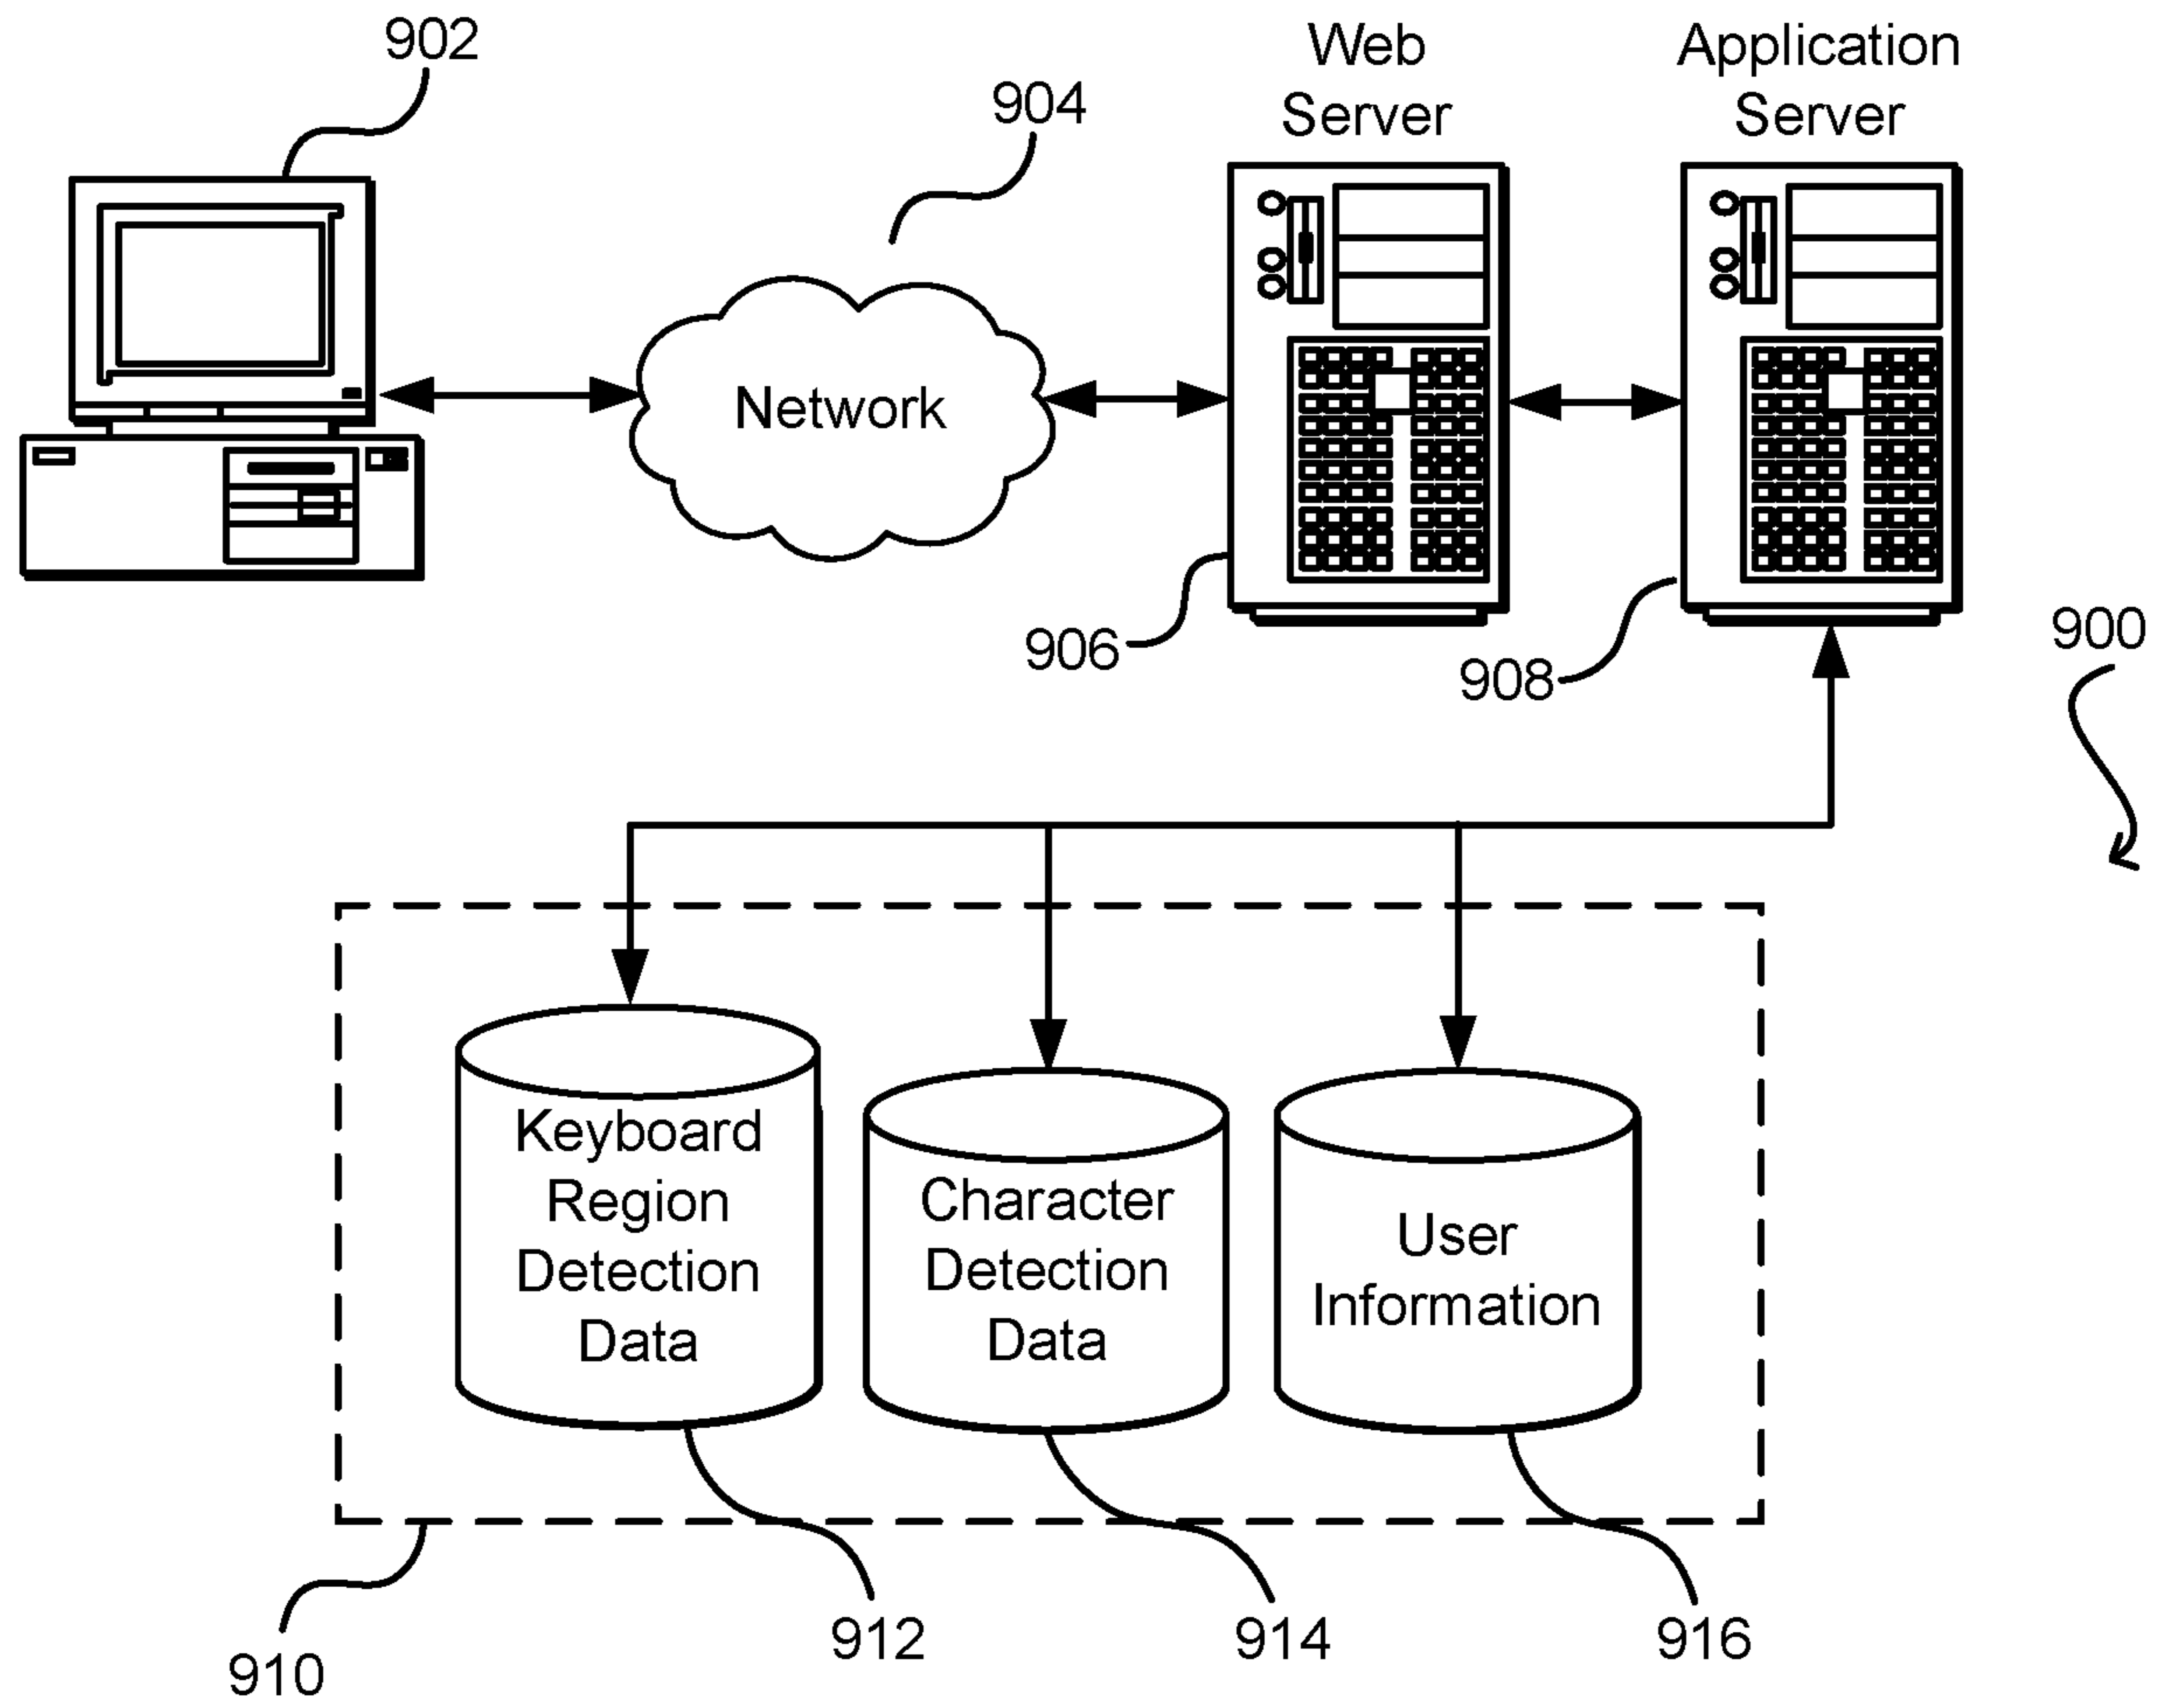 902
904
Web
Server
Application
Server
Network
906
908
900
Keyboard
Region
Detection
Data
Character
Detection
Data
User
Information
910
912
914
916